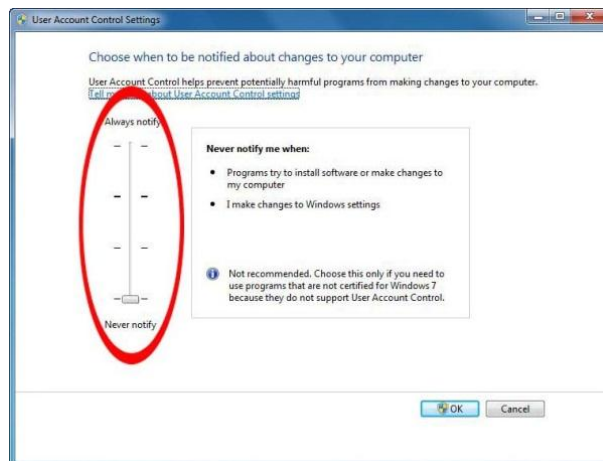 User Account Control Settings
Choose when to be notified about changes to your computer
User Account Control helps prevent potentially harmful programs from making changes to your computer.
Tell me about User Account Control settings
Always notify
Never notify me when:
• Programs try to install software or make changes to
my computer
• I make changes to Windows settings
Not recommended. Choose this only if you need to
use programs that are not certified for Windows 7
because they do not support User Account Control.
Never notify
OK
Cancel